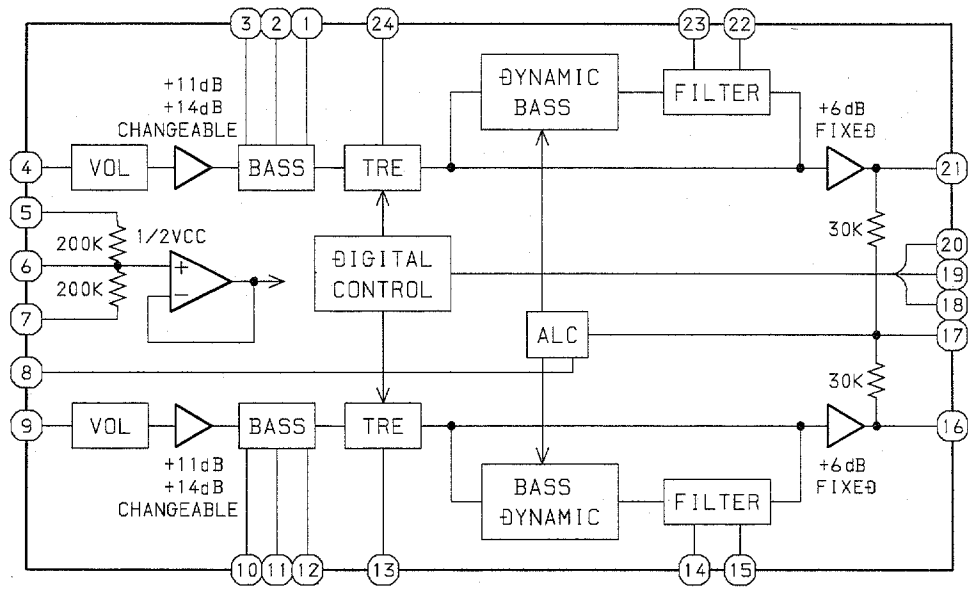 3 2 1 24 23 22
+11dB
+14dB
CHANGEABLE
DYNAMIC
BASS
FILTER
+6dB
FIXED
4 VOL BASS TRE 21
5
200K
1/2VCC
30K
20
6
+
DIGITAL
CONTROL
19
200K
-
18
7
ALC
17
8
30K
9 VOL BASS TRE 16
+11dB
+14dB
CHANGEABLE
BASS
DYNAMIC
FILTER
+6dB
FIXED
10 11 12 13 14 15